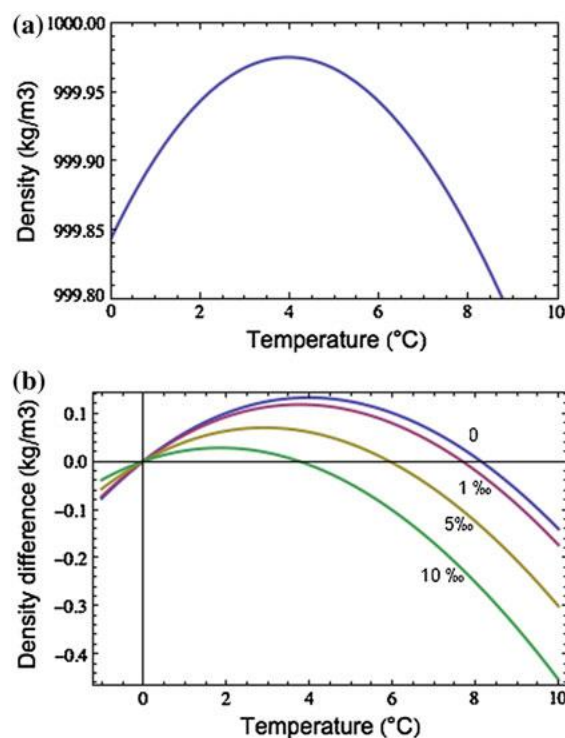 (a)
1000.00
999.95
999.90
999.85
999.80
Density (kg/m3)
0 2 4 6 8 10
Temperature (°C)
(b)
0.1
0.0
−0.1
−0.2
−0.3
−0.4
Density difference (kg/m3)
0
1 ‰
5‰
10 ‰
0 2 4 6 8 10
Temperature (°C)